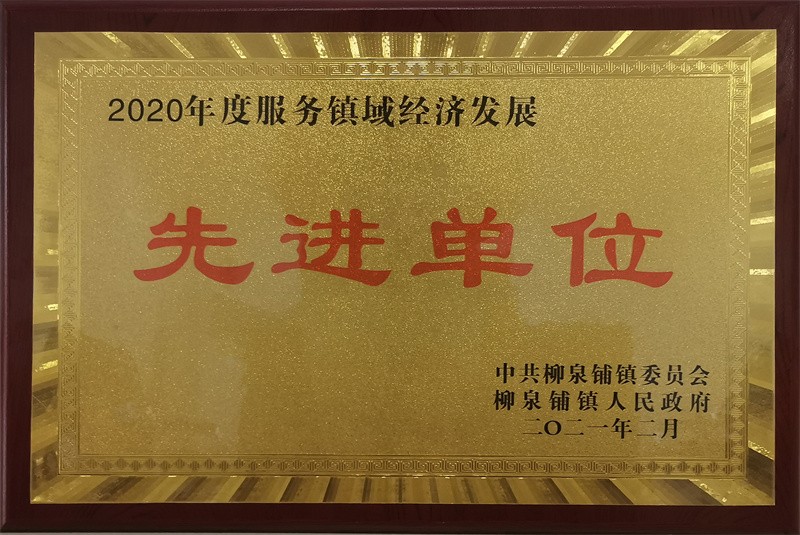 2020年度服务镇域经济发展
先进单位
中共柳泉铺镇委员会
柳泉铺镇人民政府
二〇二一年二月